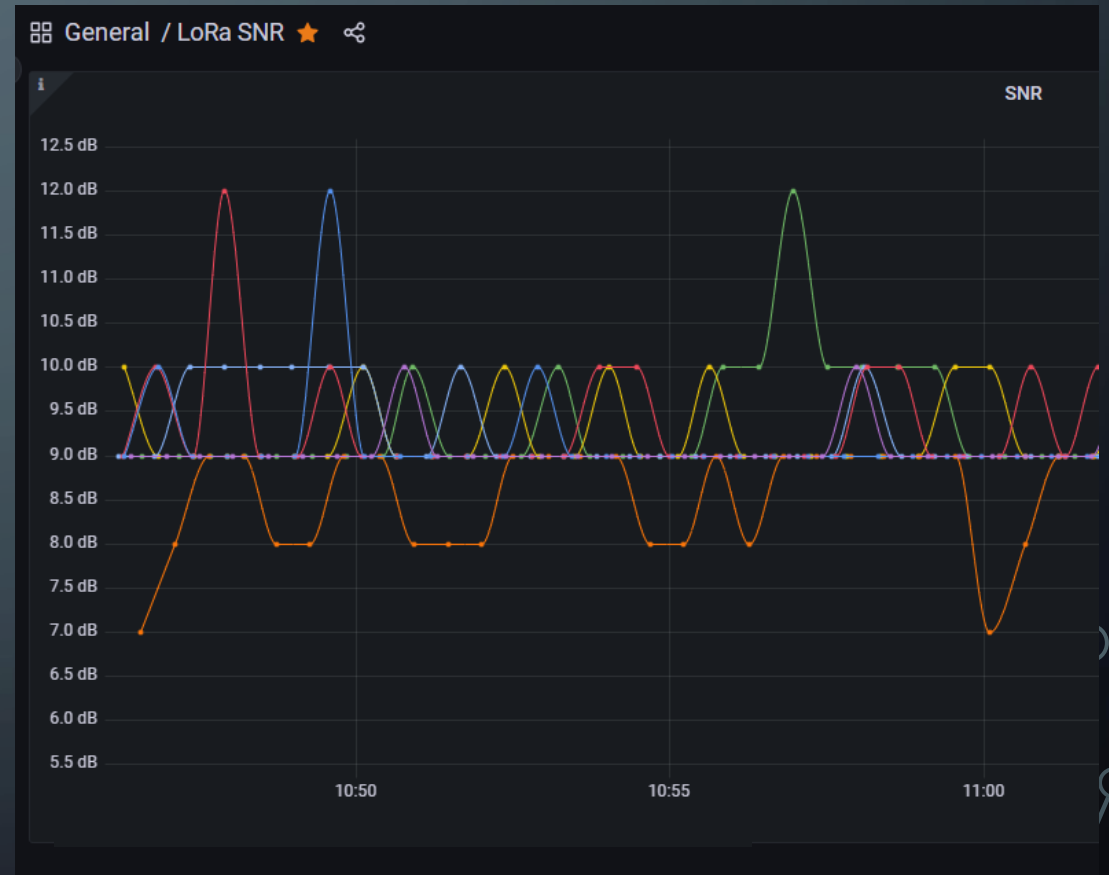 General / LoRa SNR
i
SNR
12.5 dB
12.0 dB
11.5 dB
11.0 dB
10.5 dB
10.0 dB
9.5 dB
9.0 dB
8.5 dB
8.0 dB
7.5 dB
7.0 dB
6.5 dB
6.0 dB
5.5 dB
10:50 10:55 11:00